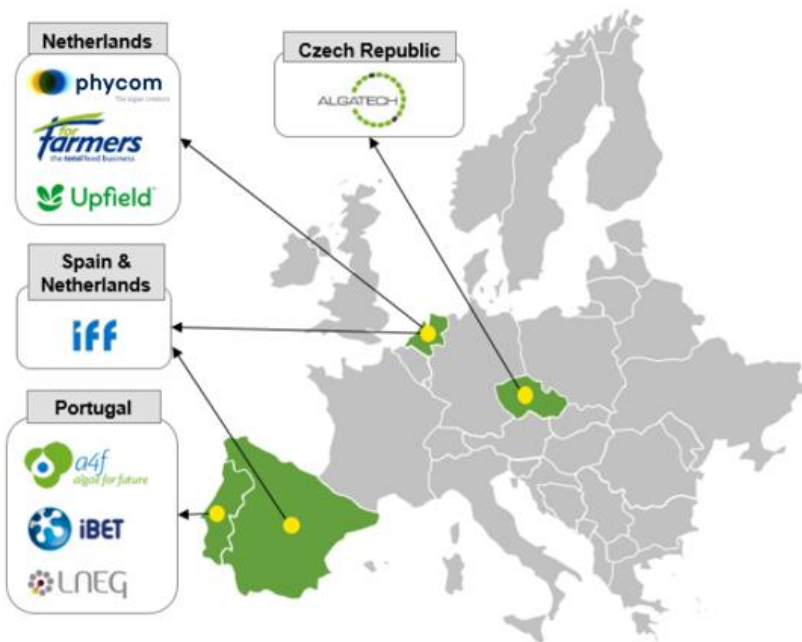 Netherlands
phycom
The algae creators
for
farmers
the total feed business
Upfield
Czech Republic
ALGATECH
Spain &
Netherlands
iff
Portugal
a4f
algae for future
iBET
LNEG